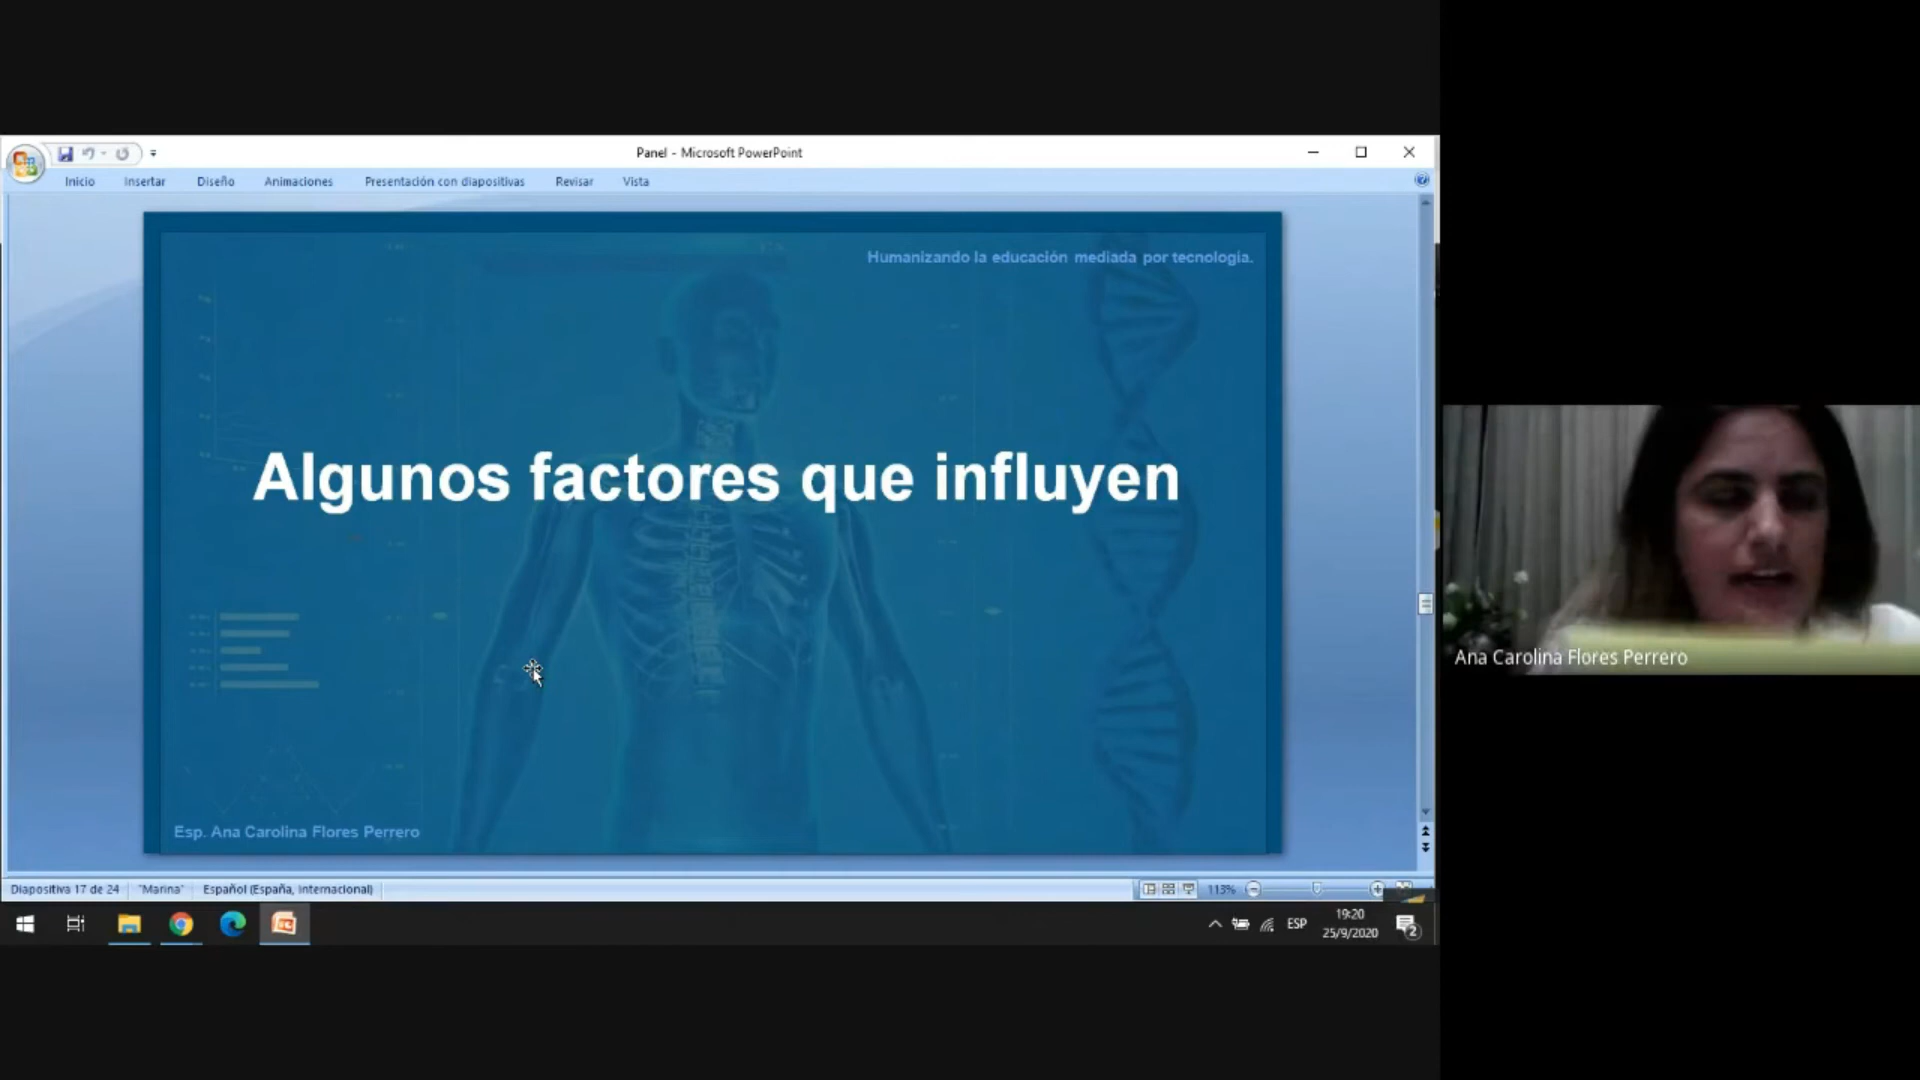 Panel - Microsoft PowerPoint
Inicio Insertar Diseño Animaciones Presentación con diapositivas Revisar Vista
Humanizando la educación mediada por tecnología.
Algunos factores que influyen
Esp. Ana Carolina Flores Perrero
Ana Carolina Flores Perrero
Diapositiva 17 de 24 "Marina" Español (España, internacional) 113%
ESP 19:20
25/9/2020 2